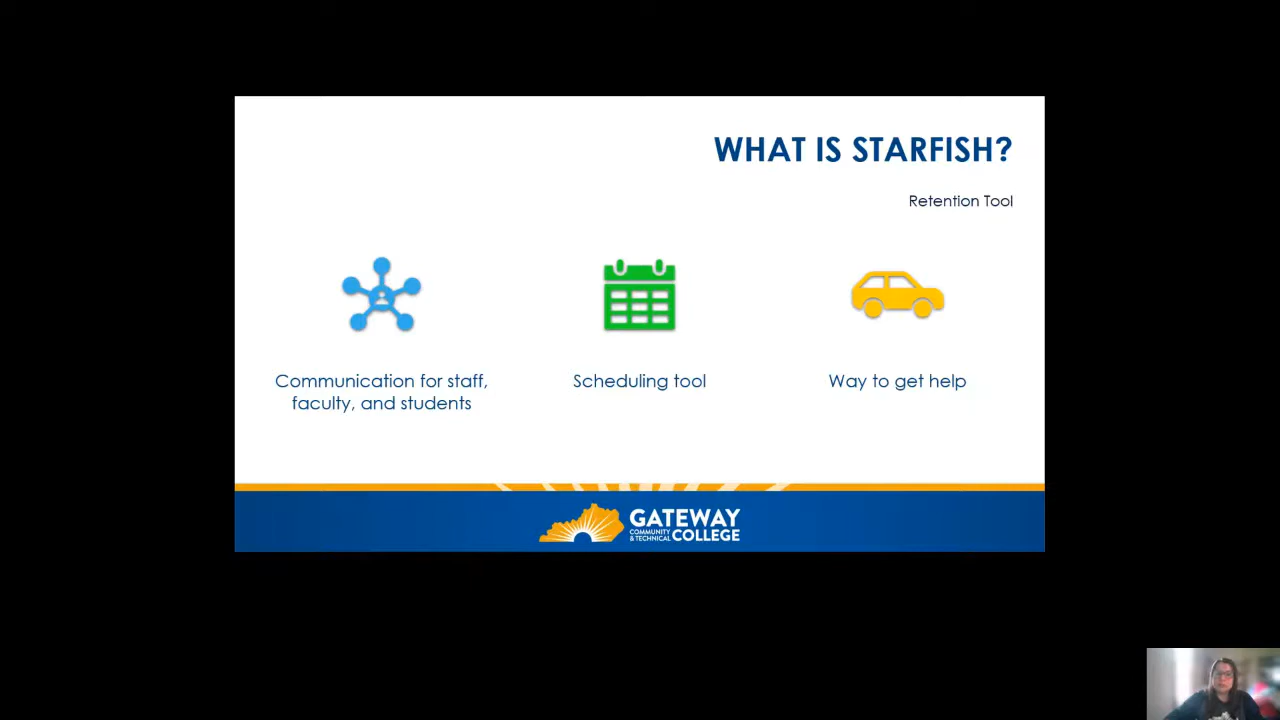 WHAT IS STARFISH?
Retention Tool
Communication for staff,
faculty, and students
Scheduling tool
Way to get help
GATEWAY
COMMUNITY
& TECHNICAL
COLLEGE